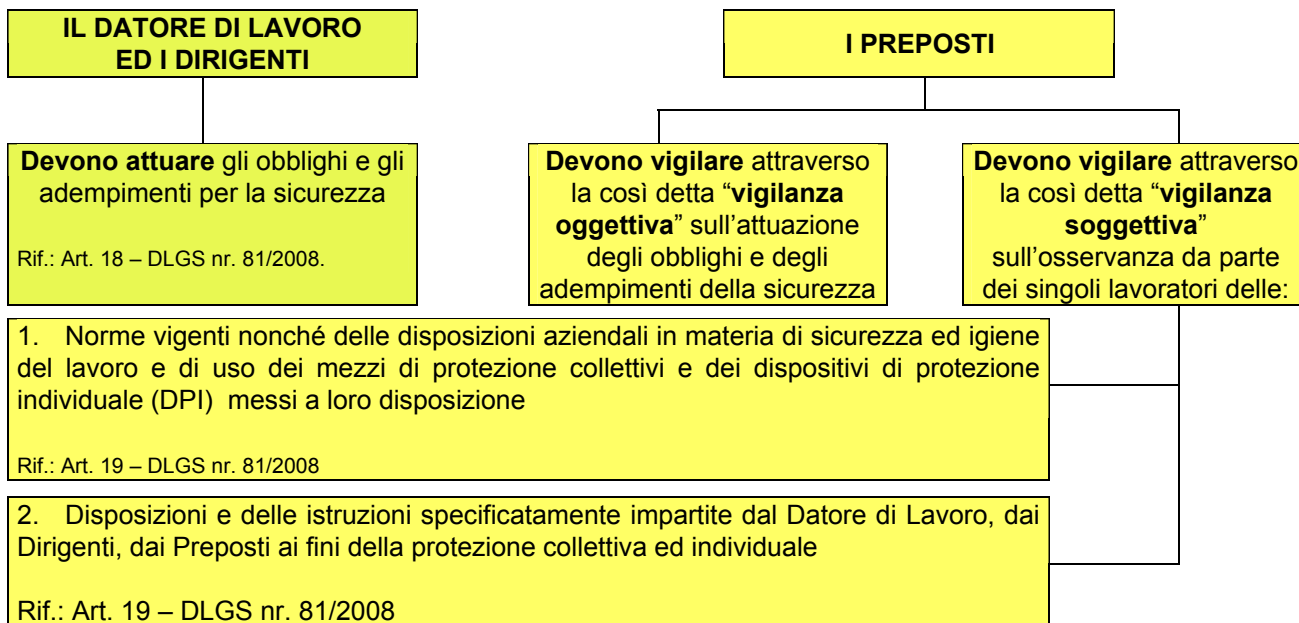 IL DATORE DI LAVORO
ED I DIRIGENTI
I PREPOSTI
Devono attuare gli obblighi e gli
adempimenti per la sicurezza
Rif.: Art. 18 – DLGS nr. 81/2008.
Devono vigilare attraverso
la così detta “vigilanza
oggettiva” sull’attuazione
degli obblighi e degli
adempimenti della sicurezza
Devono vigilare attraverso
la così detta “vigilanza
soggettiva”
sull’osservanza da parte
dei singoli lavoratori delle:
1. Norme vigenti nonché delle disposizioni aziendali in materia di sicurezza ed igiene
del lavoro e di uso dei mezzi di protezione collettivi e dei dispositivi di protezione
individuale (DPI) messi a loro disposizione
Rif.: Art. 19 – DLGS nr. 81/2008
2. Disposizioni e delle istruzioni specificatamente impartite dal Datore di Lavoro, dai
Dirigenti, dai Preposti ai fini della protezione collettiva ed individuale
Rif.: Art. 19 – DLGS nr. 81/2008